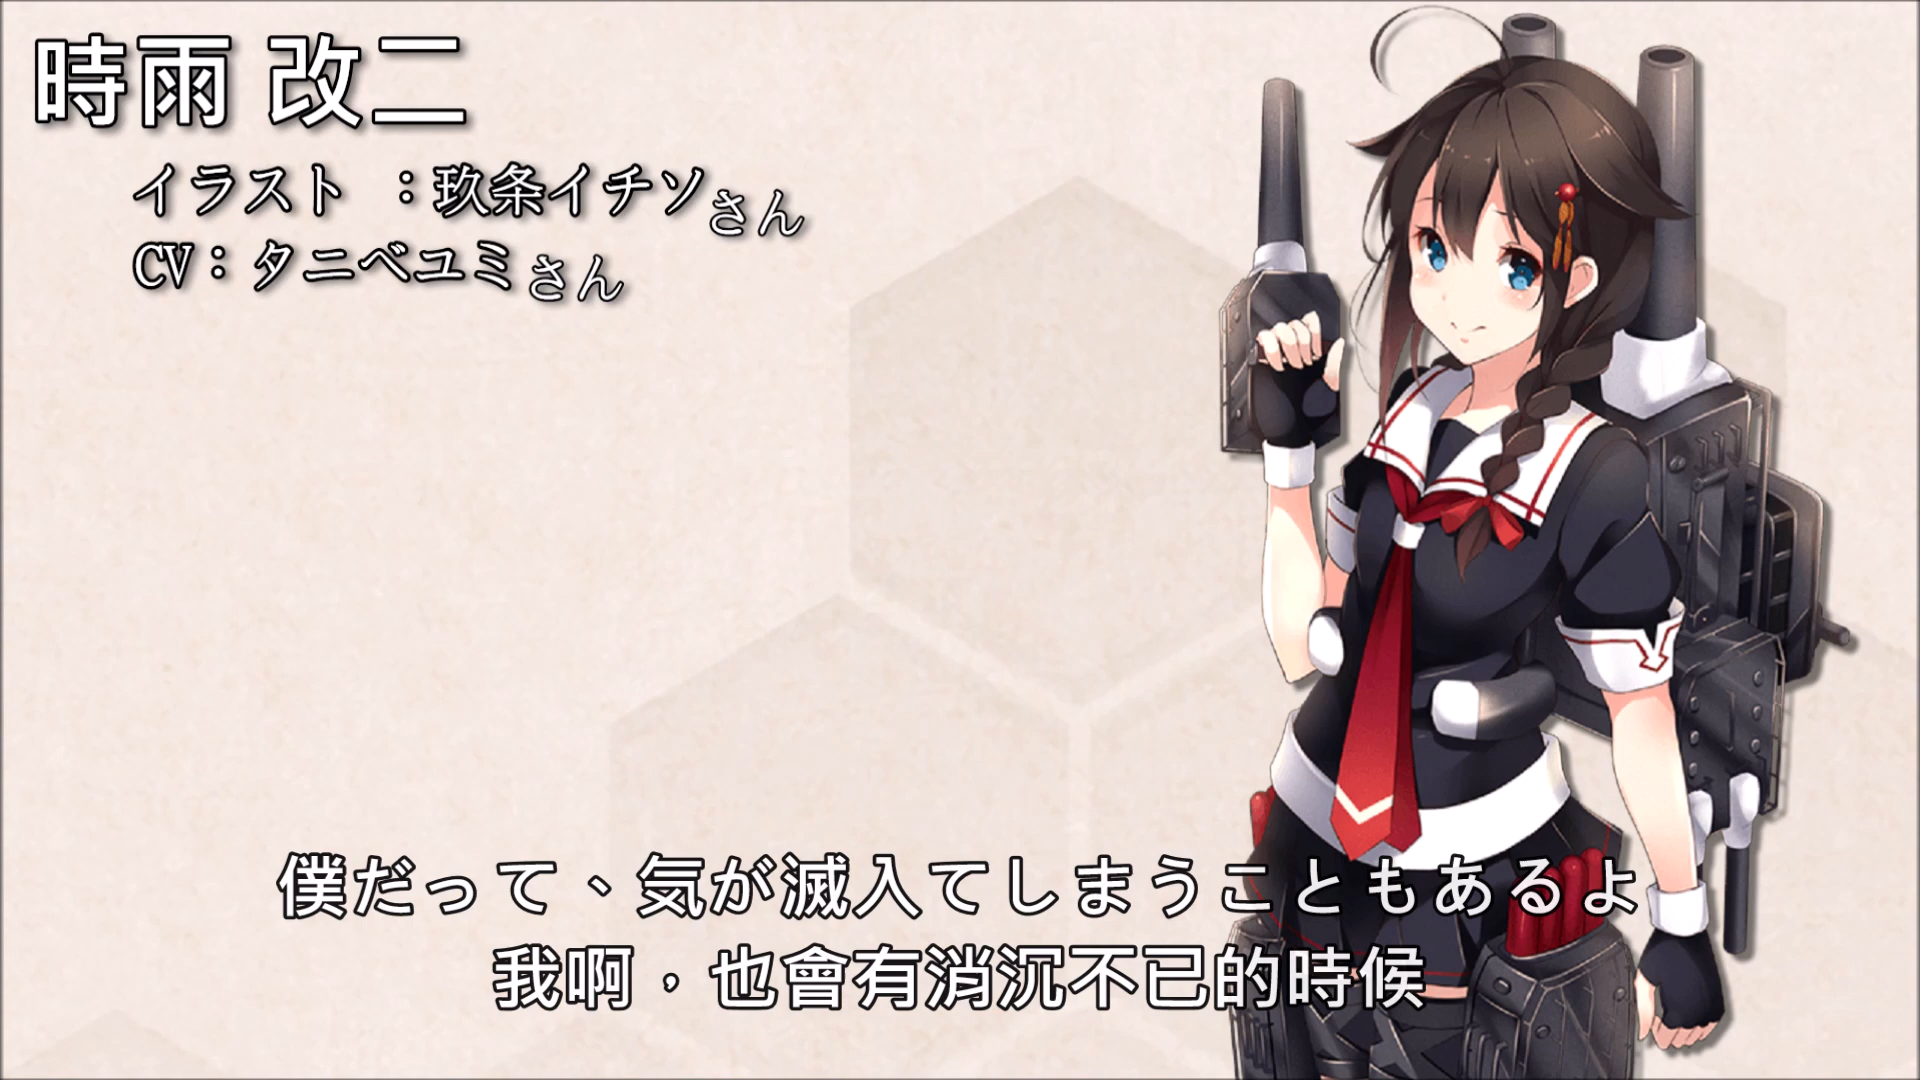 時雨 改二
イラスト ：玖条イチソさん
CV：タニベユミさん
僕だって、気が滅入てしまうこともあるよ
我啊，也會有消沉不已的時候